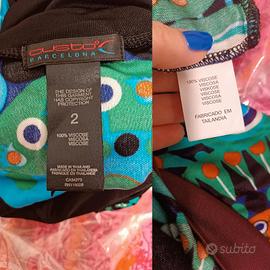 custo
BARCELONA
THE DESIGN OF
THIS GARMENT
HAS COPYRIGHT
PROTECTION
2
100% VISCOSE
VISCOSE
VISCOSE
MADE IN THAILAND
100% VISCOSE
VISKOSE
VISCOSA
VISCOSE
FABRICADO EM
TAILANDIA
subito